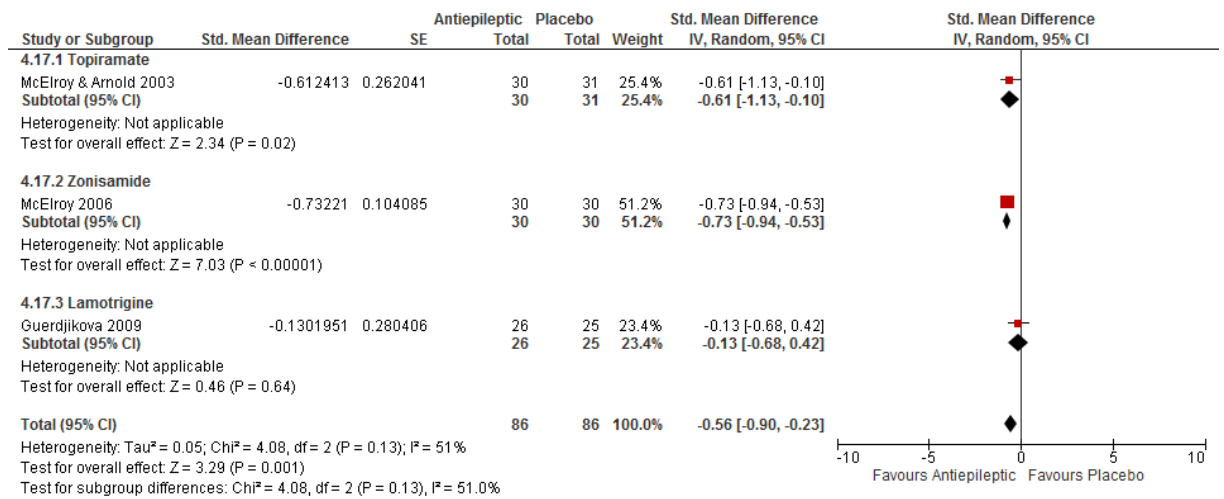 Antiepileptic Placebo Std. Mean Difference Std. Mean Difference
Study or Subgroup Std. Mean Difference SE Total Total Weight IV, Random, 95% CI IV, Random, 95% CI
4.17.1 Topiramate
McElroy & Arnold 2003 -0.612413 0.262041 30 31 25.4% -0.61 [-1.13, -0.10]
Subtotal (95% CI) 30 31 25.4% -0.61 [-1.13, -0.10]
Heterogeneity: Not applicable
Test for overall effect: Z = 2.34 (P = 0.02)
4.17.2 Zonisamide
McElroy 2006 -0.73221 0.104085 30 30 51.2% -0.73 [-0.94, -0.53]
Subtotal (95% CI) 30 30 51.2% -0.73 [-0.94, -0.53]
Heterogeneity: Not applicable
Test for overall effect: Z = 7.03 (P < 0.00001)
4.17.3 Lamotrigine
Guerdjikova 2009 -0.1301951 0.280406 26 25 23.4% -0.13 [-0.68, 0.42]
Subtotal (95% CI) 26 25 23.4% -0.13 [-0.68, 0.42]
Heterogeneity: Not applicable
Test for overall effect: Z = 0.46 (P = 0.64)
Total (95% CI) 86 86 100.0% -0.56 [-0.90, -0.23]
Heterogeneity: Tau² = 0.05; Chi² = 4.08, df = 2 (P = 0.13); I² = 51%
Test for overall effect: Z = 3.29 (P = 0.001)
Test for subgroup differences: Chi² = 4.08, df = 2 (P = 0.13), I² = 51.0%
-10 -5 0 5 10
Favours Antiepileptic Favours Placebo